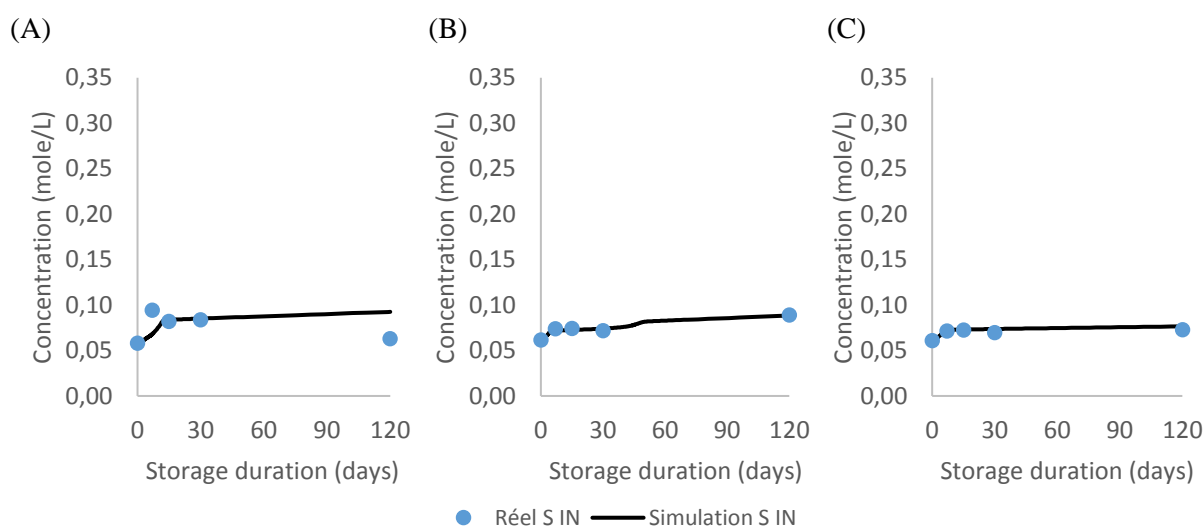 (A)
(B)
(C)
Concentration (mole/L)
0,35
0,30
0,25
0,20
0,15
0,10
0,05
0,00
0 30 60 90 120
Storage duration (days)
Concentration (mole/L)
0,35
0,30
0,25
0,20
0,15
0,10
0,05
0,00
0 30 60 90 120
Storage duration (days)
Concentration (mole/L)
0,35
0,30
0,25
0,20
0,15
0,10
0,05
0,00
0 30 60 90 120
Storage duration (days)
Réel S IN Simulation S IN